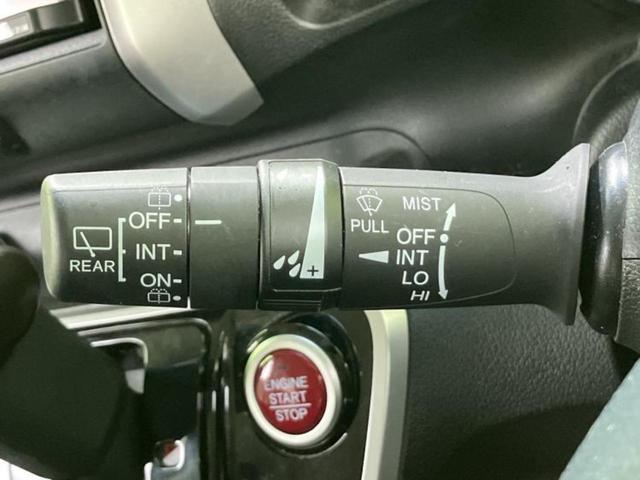 OFF
INT
ON
REAR
+
PULL
MIST
OFF
INT
LO
HI
ENGINE
START
STOP